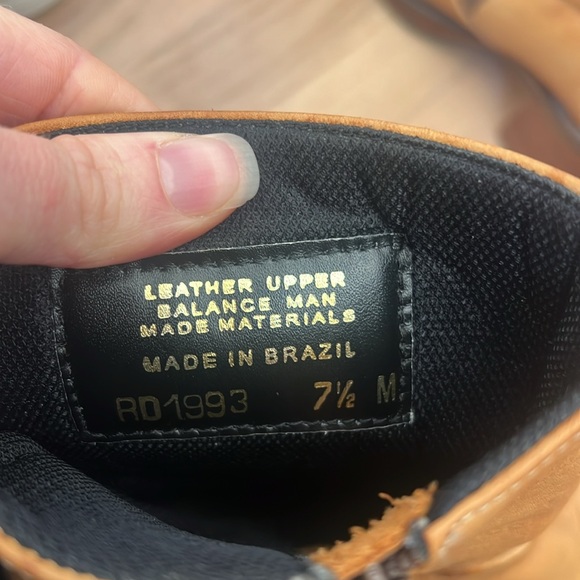 LEATHER UPPER
BALANCE MAN
MADE MATERIALS
MADE IN BRAZIL
RD1993 7½ M